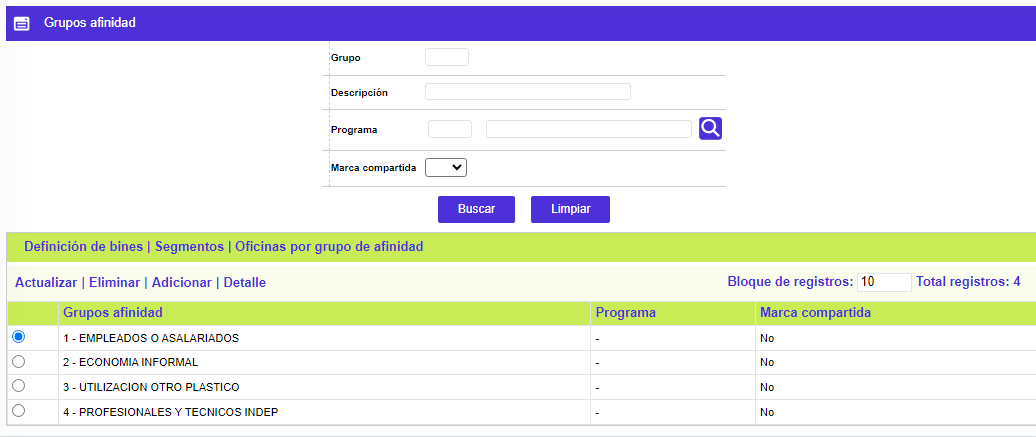 Grupos afinidad
Grupo
Descripción
Programa
Marca compartida
Buscar Limpiar
Definición de bines | Segmentos | Oficinas por grupo de afinidad
Actualizar | Eliminar | Adicionar | Detalle Bloque de registros: 10 Total registros: 4
Grupos afinidad Programa Marca compartida
1 - EMPLEADOS O ASALARIADOS - No
2 - ECONOMIA INFORMAL - No
3 - UTILIZACION OTRO PLASTICO - No
4 - PROFESIONALES Y TECNICOS INDEP - No